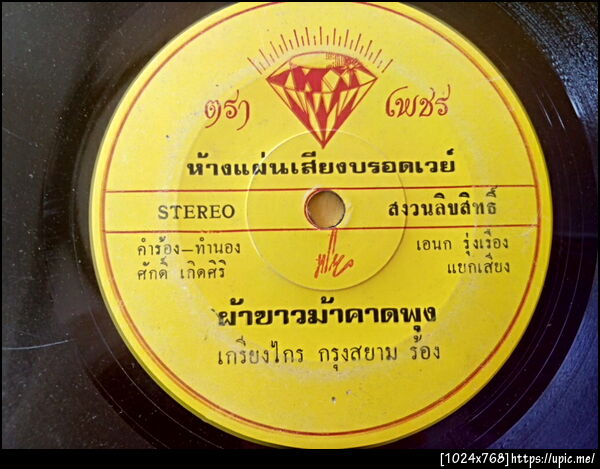 ตรา เพชร
ห้างแผ่นเสียงบรอดเวย์
STEREO สงวนลิขสิทธิ์
คำร้อง-ทำนอง เอนก รุ่งเรือง
ศักดิ์ เกิดศิริ แยกเสียง
ผ้าขาวม้าคาดพุง
เกรียงไกร กรุงสยาม ร้อง
[1024x768]https://upic.me/